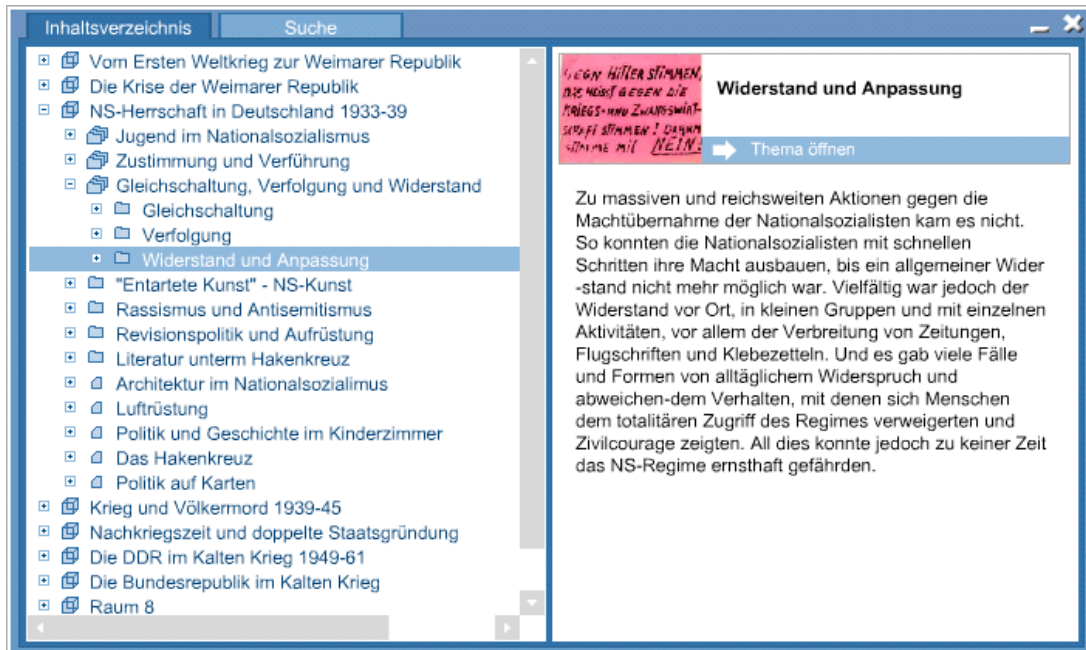 Inhaltsverzeichnis
Suche
Vom Ersten Weltkrieg zur Weimarer Republik
Die Krise der Weimarer Republik
NS-Herrschaft in Deutschland 1933-39
Jugend im Nationalsozialismus
Zustimmung und Verführung
Gleichschaltung, Verfolgung und Widerstand
Gleichschaltung
Verfolgung
Widerstand und Anpassung
"Entartete Kunst" - NS-Kunst
Rassismus und Antisemitismus
Revisionspolitik und Aufrüstung
Literatur unterm Hakenkreuz
Architektur im Nationalsozialimus
Luftrüstung
Politik und Geschichte im Kinderzimmer
Das Hakenkreuz
Politik auf Karten
Krieg und Völkermord 1939-45
Nachkriegszeit und doppelte Staatsgründung
Die DDR im Kalten Krieg 1949-61
Die Bundesrepublik im Kalten Krieg
Raum 8
HITLER STIMMEN,
GEGEN DIE
KRIEGS- UND ZWANGSWIRT-
STIMMEN! DARUM
STIMME MIT NEIN!
Widerstand und Anpassung
Thema öffnen
Zu massiven und reichsweiten Aktionen gegen die
Machtübernahme der Nationalsozialisten kam es nicht.
So konnten die Nationalsozialisten mit schnellen
Schritten ihre Macht ausbauen, bis ein allgemeiner Wider
-stand nicht mehr möglich war. Vielfältig war jedoch der
Widerstand vor Ort, in kleinen Gruppen und mit einzelnen
Aktivitäten, vor allem der Verbreitung von Zeitungen,
Flugschriften und Klebezetteln. Und es gab viele Fälle
und Formen von alltäglichem Widerspruch und
abweichen-dem Verhalten, mit denen sich Menschen
dem totalitären Zugriff des Regimes verweigerten und
Zivilcourage zeigten. All dies konnte jedoch zu keiner Zeit
das NS-Regime ernsthaft gefährden.